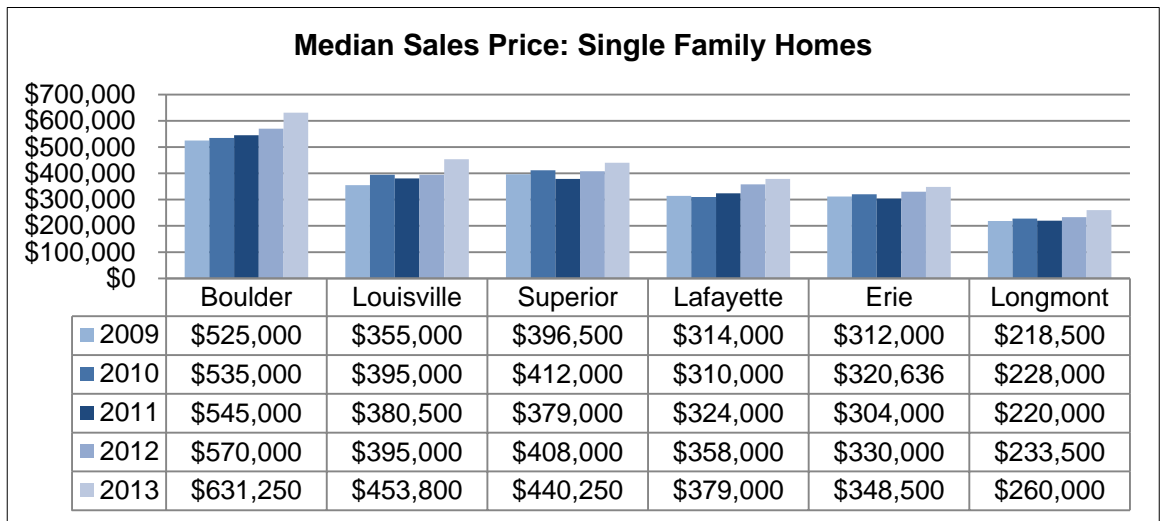 Median Sales Price: Single Family Homes
$700,000
$600,000
$500,000
$400,000
$300,000
$200,000
$100,000
$0
Boulder Louisville Superior Lafayette Erie Longmont
2009 $525,000 $355,000 $396,500 $314,000 $312,000 $218,500
2010 $535,000 $395,000 $412,000 $310,000 $320,636 $228,000
2011 $545,000 $380,500 $379,000 $324,000 $304,000 $220,000
2012 $570,000 $395,000 $408,000 $358,000 $330,000 $233,500
2013 $631,250 $453,800 $440,250 $379,000 $348,500 $260,000